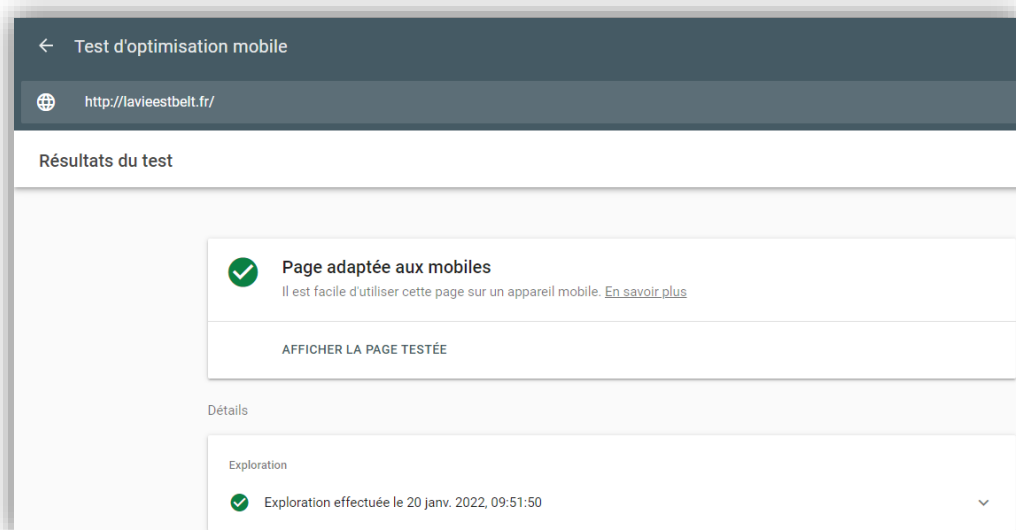 Test d'optimisation mobile
http://lavieestbelt.fr/
Résultats du test
Page adaptée aux mobiles
Il est facile d'utiliser cette page sur un appareil mobile. En savoir plus
AFFICHER LA PAGE TESTÉE
Détails
Exploration
Exploration effectuée le 20 janv. 2022, 09:51:50